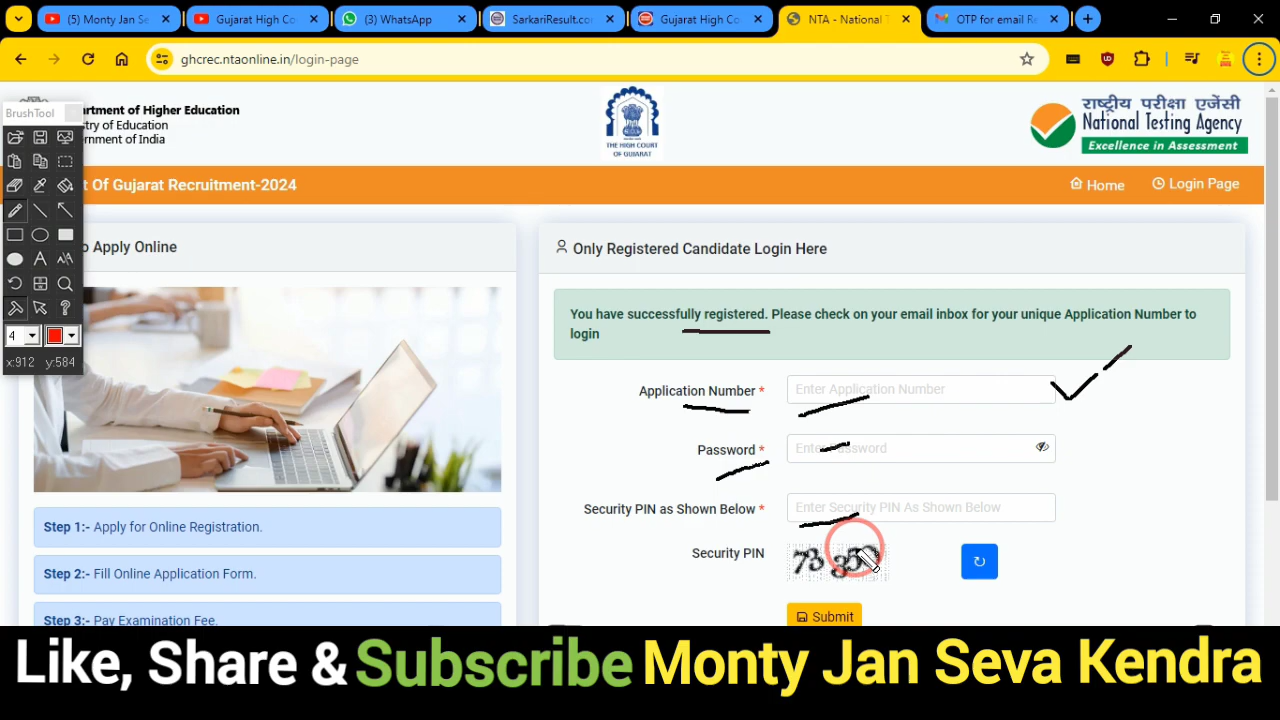 (5) Monty Jan Se
Gujarat High Co
(3) WhatsApp
SarkariResult.co
Gujarat High Co
NTA - National T
OTP for email R
ghcrec.ntaonline.in/login-page
BrushTool
rtment of Higher Education
stry of Education
ernment of India
THE HIGH COURT
OF GUJARAT
राष्ट्रीय परीक्षा एजेंसी
National Testing Agency
Excellence in Assessment
t Of Gujarat Recruitment-2024
Home
Login Page
o Apply Online
Only Registered Candidate Login Here
You have successfully registered. Please check on your email inbox for your unique Application Number to
login
Application Number *
Enter Application Number
Password *
Enter Password
Security PIN as Shown Below *
Enter Security PIN As Shown Below
Security PIN
Submit
Step 1:- Apply for Online Registration.
Step 2:- Fill Online Application Form.
Step 3:- Pay Examination Fee.
4
x:912 y:584
Like, Share & Subscribe Monty Jan Seva Kendra